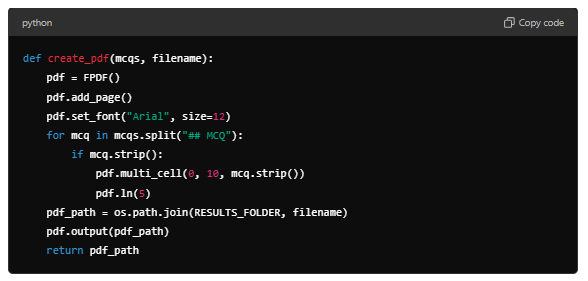 python
Copy code
def create_pdf(mcqs, filename):
    pdf = FPDF()
    pdf.add_page()
    pdf.set_font("Arial", size=12)
    for mcq in mcqs.split("## MCQ"):
        if mcq.strip():
            pdf.multi_cell(0, 10, mcq.strip())
            pdf.ln(5)
    pdf_path = os.path.join(RESULTS_FOLDER, filename)
    pdf.output(pdf_path)
    return pdf_path